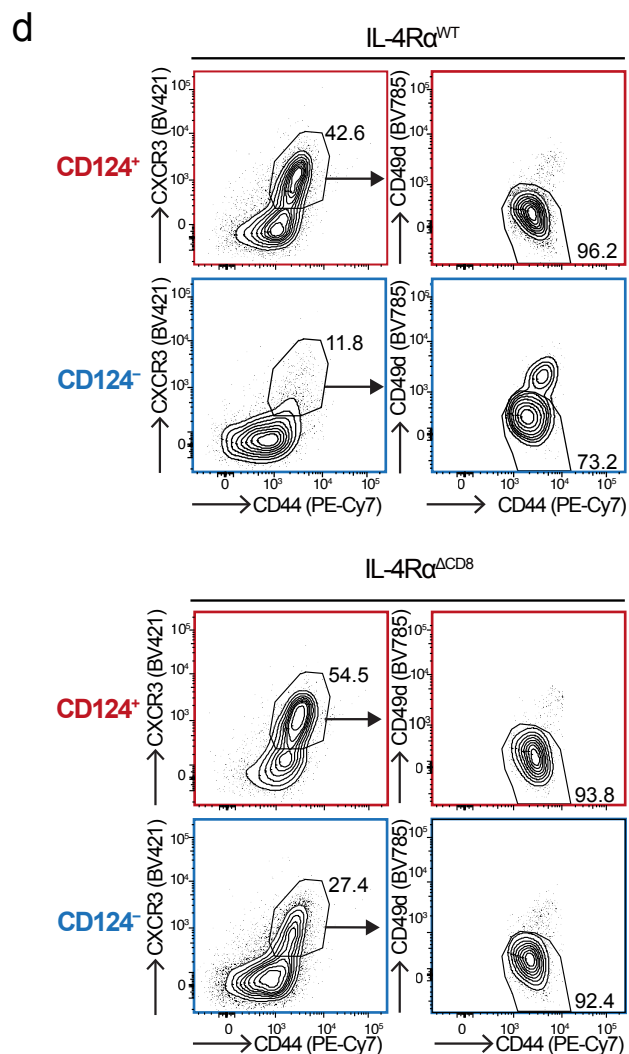 d
IL-4Rα^WT
CD124⁺
CXCR3 (BV421)
10⁵
10⁴
10³
0
42.6
CD49d (BV785)
10⁵
10⁴
10³
0
96.2
CD124⁻
CXCR3 (BV421)
10⁵
10⁴
10³
0
11.8
CD49d (BV785)
10⁵
10⁴
10³
0
73.2
0 10³ 10⁴ 10⁵
0 10³ 10⁴ 10⁵
CD44 (PE-Cy7)
CD44 (PE-Cy7)
IL-4Rα^ΔCD8
CD124⁺
CXCR3 (BV421)
10⁵
10⁴
10³
0
54.5
CD49d (BV785)
10⁵
10⁴
10³
0
93.8
CD124⁻
CXCR3 (BV421)
10⁵
10⁴
10³
0
27.4
CD49d (BV785)
10⁵
10⁴
10³
0
92.4
0 10³ 10⁴ 10⁵
0 10³ 10⁴ 10⁵
CD44 (PE-Cy7)
CD44 (PE-Cy7)